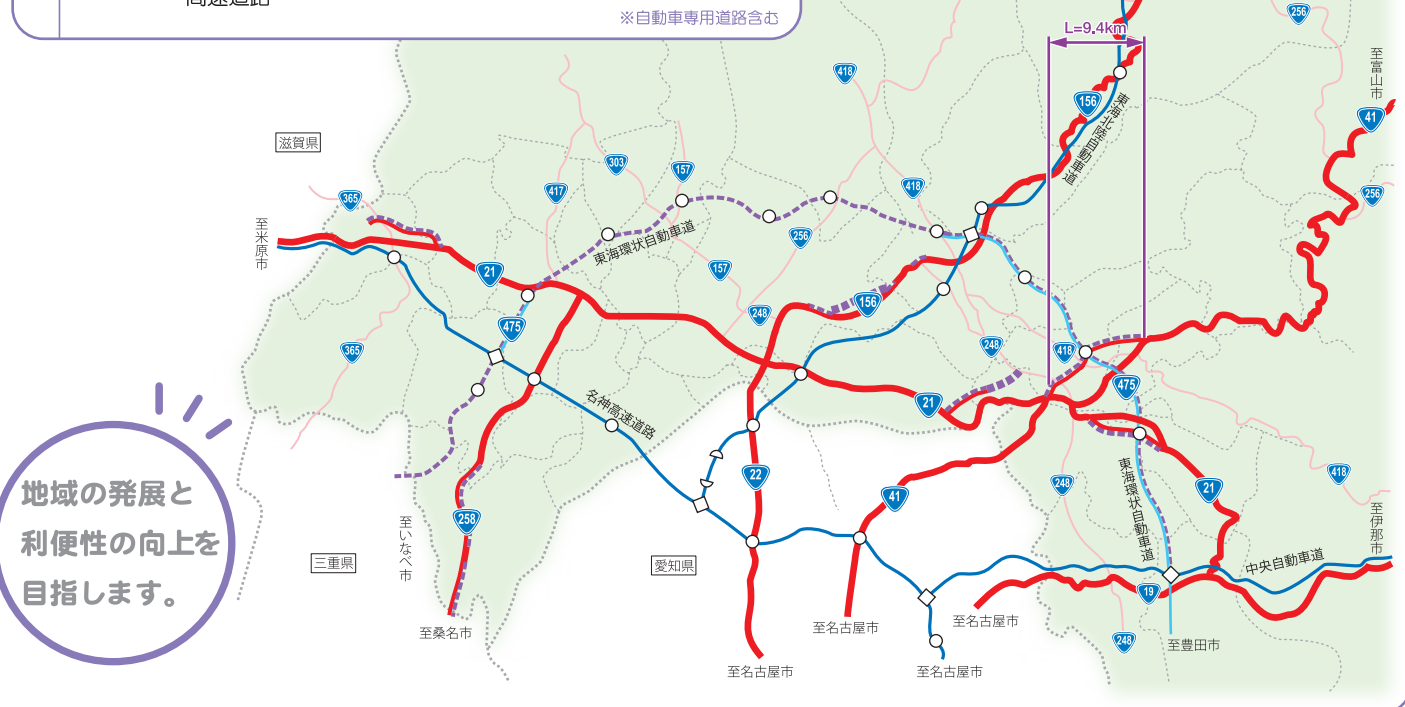 高速道路
※自動車専用道路含む
L=9.4km
256
418
至富山市
156
41
東海北陸自動車道
滋賀県
303
157
417
418
365
256
至米原市
東海環状自動車道
256
21
157
156
475
248
248
418
365
475
21
名神高速道路
22
地域の発展と
利便性の向上を
目指します。
東海環状自動車道
418
248
21
41
258
至いなべ市
至伊那市
三重県
愛知県
中央自動車道
19
至桑名市
至名古屋市
至名古屋市
248
至豊田市
至名古屋市
至名古屋市